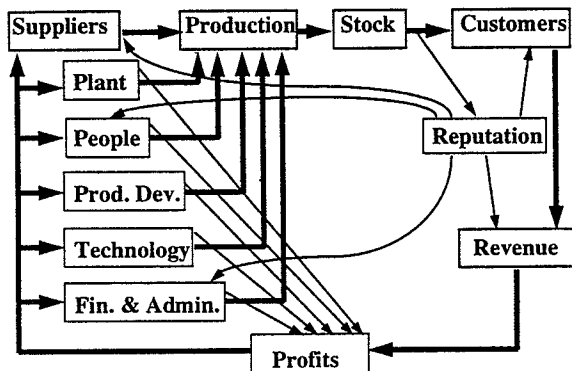 Suppliers
Production
Stock
Customers
Plant
People
Reputation
Prod. Dev.
Technology
Revenue
Fin. & Admin.
Profits